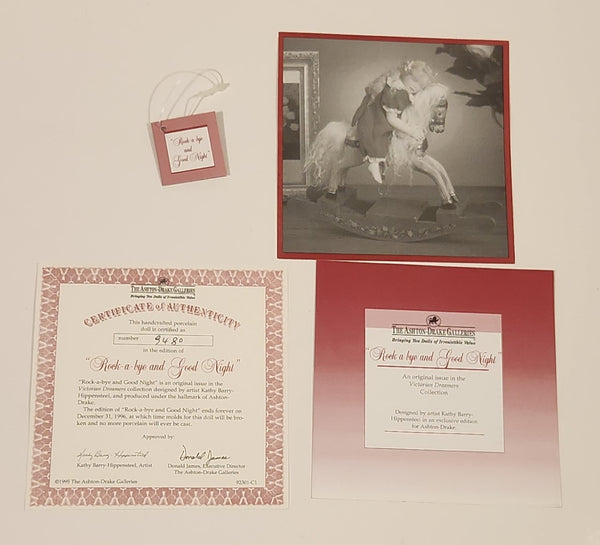 "Rock-a bye
and
Good Night"
THE ASHTON-DRAKE GALLERIES
Bringing You Dolls of Irresistible Value
CERTIFICATE of AUTHENTICITY
This handcrafted porcelain
doll is certified as
number 9480
in the edition of
"Rock-a-bye and Good Night"
"Rock-a-bye and Good Night" is an original issue in the
Victorian Dreamers collection designed by artist Kathy Barry-
Hippensteel, and produced under the hallmark of Ashton-
Drake.
The edition of "Rock-a-bye and Good Night" ends forever on
December 31, 1996, at which time molds for this doll will be bro-
ken and no more porcelain will ever be cast.
Approved by:
Kathy Barry Hippensteel
Donald James
Kathy Barry-Hippensteel, Artist
Donald James, Executive Director
The Ashton-Drake Galleries
©1995 The Ashton-Drake Galleries
92301-C1
THE ASHTON-DRAKE GALLERIES
Bringing You Dolls of Irresistible Value
"Rock a bye and Good Night"
An original issue in the
Victorian Dreamers
Collection
Designed by artist Kathy Barry-
Hippensteel in an exclusive edition
for Ashton-Drake.